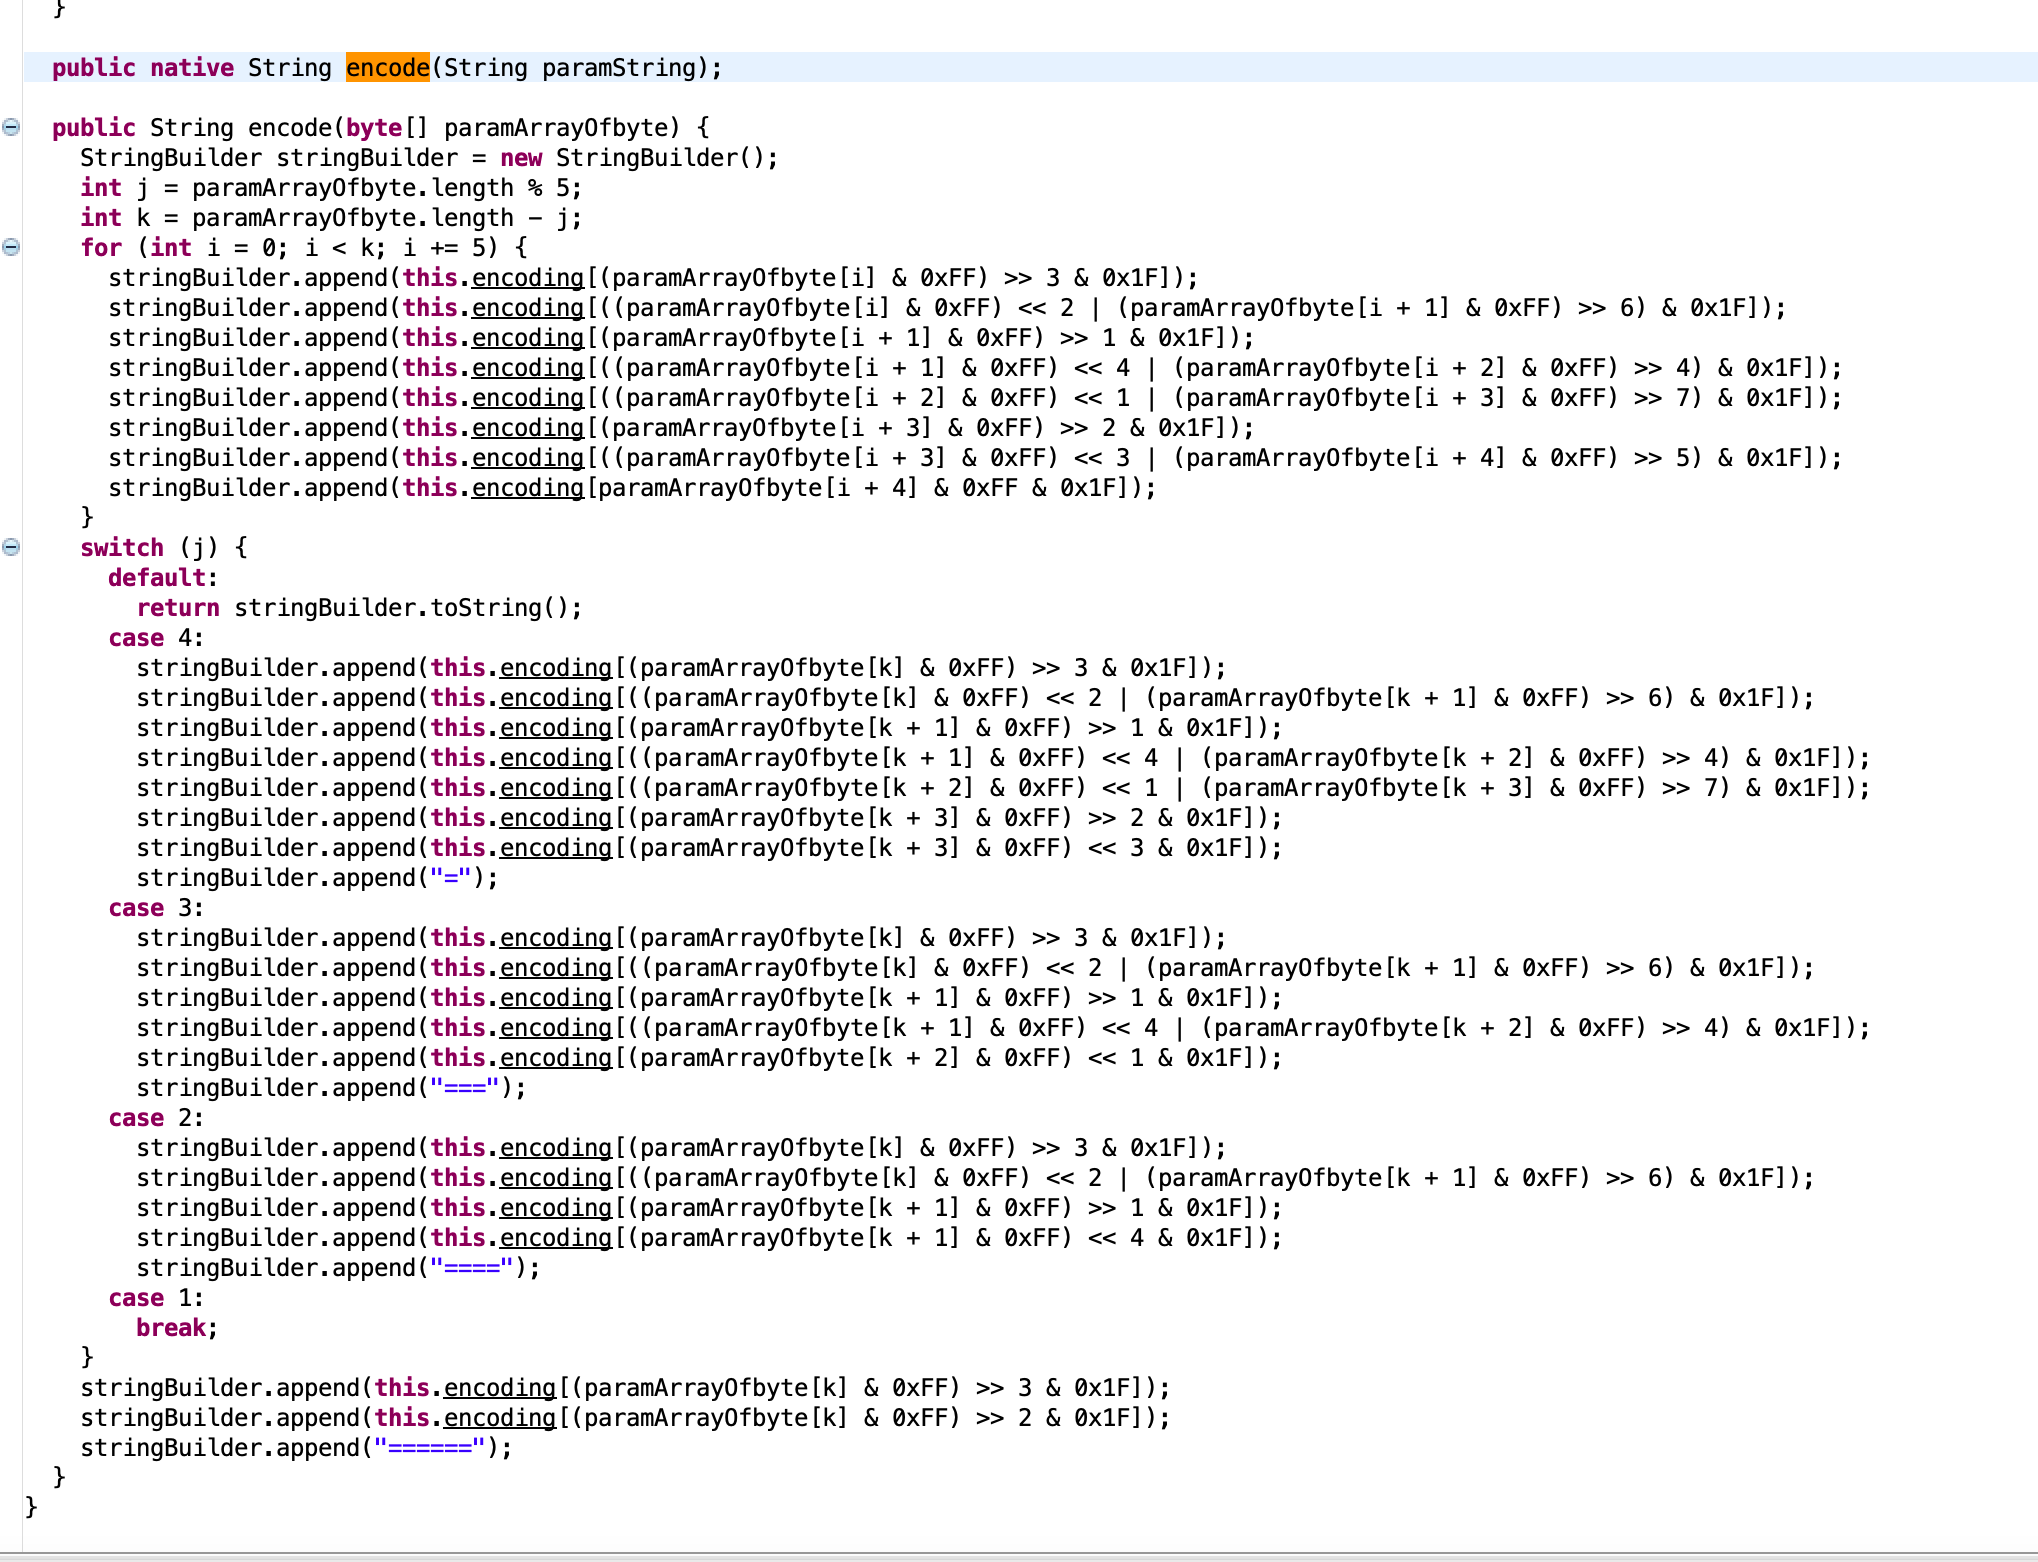 }
public native String encode(String paramString);
public String encode(byte[] paramArrayOfbyte) {
StringBuilder stringBuilder = new StringBuilder();
int j = paramArrayOfbyte.length % 5;
int k = paramArrayOfbyte.length - j;
for (int i = 0; i < k; i += 5) {
stringBuilder.append(this.encoding[(paramArrayOfbyte[i] & 0xFF) >> 3 & 0x1F]);
stringBuilder.append(this.encoding[((paramArrayOfbyte[i] & 0xFF) << 2 | (paramArrayOfbyte[i + 1] & 0xFF) >> 6) & 0x1F]);
stringBuilder.append(this.encoding[(paramArrayOfbyte[i + 1] & 0xFF) >> 1 & 0x1F]);
stringBuilder.append(this.encoding[((paramArrayOfbyte[i + 1] & 0xFF) << 4 | (paramArrayOfbyte[i + 2] & 0xFF) >> 4) & 0x1F]);
stringBuilder.append(this.encoding[((paramArrayOfbyte[i + 2] & 0xFF) << 1 | (paramArrayOfbyte[i + 3] & 0xFF) >> 7) & 0x1F]);
stringBuilder.append(this.encoding[(paramArrayOfbyte[i + 3] & 0xFF) >> 2 & 0x1F]);
stringBuilder.append(this.encoding[((paramArrayOfbyte[i + 3] & 0xFF) << 3 | (paramArrayOfbyte[i + 4] & 0xFF) >> 5) & 0x1F]);
stringBuilder.append(this.encoding[paramArrayOfbyte[i + 4] & 0xFF & 0x1F]);
}
switch (j) {
default:
return stringBuilder.toString();
case 4:
stringBuilder.append(this.encoding[(paramArrayOfbyte[k] & 0xFF) >> 3 & 0x1F]);
stringBuilder.append(this.encoding[((paramArrayOfbyte[k] & 0xFF) << 2 | (paramArrayOfbyte[k + 1] & 0xFF) >> 6) & 0x1F]);
stringBuilder.append(this.encoding[(paramArrayOfbyte[k + 1] & 0xFF) >> 1 & 0x1F]);
stringBuilder.append(this.encoding[((paramArrayOfbyte[k + 1] & 0xFF) << 4 | (paramArrayOfbyte[k + 2] & 0xFF) >> 4) & 0x1F]);
stringBuilder.append(this.encoding[((paramArrayOfbyte[k + 2] & 0xFF) << 1 | (paramArrayOfbyte[k + 3] & 0xFF) >> 7) & 0x1F]);
stringBuilder.append(this.encoding[(paramArrayOfbyte[k + 3] & 0xFF) >> 2 & 0x1F]);
stringBuilder.append(this.encoding[(paramArrayOfbyte[k + 3] & 0xFF) << 3 & 0x1F]);
stringBuilder.append("=");
case 3:
stringBuilder.append(this.encoding[(paramArrayOfbyte[k] & 0xFF) >> 3 & 0x1F]);
stringBuilder.append(this.encoding[((paramArrayOfbyte[k] & 0xFF) << 2 | (paramArrayOfbyte[k + 1] & 0xFF) >> 6) & 0x1F]);
stringBuilder.append(this.encoding[(paramArrayOfbyte[k + 1] & 0xFF) >> 1 & 0x1F]);
stringBuilder.append(this.encoding[((paramArrayOfbyte[k + 1] & 0xFF) << 4 | (paramArrayOfbyte[k + 2] & 0xFF) >> 4) & 0x1F]);
stringBuilder.append(this.encoding[(paramArrayOfbyte[k + 2] & 0xFF) << 1 & 0x1F]);
stringBuilder.append("===");
case 2:
stringBuilder.append(this.encoding[(paramArrayOfbyte[k] & 0xFF) >> 3 & 0x1F]);
stringBuilder.append(this.encoding[((paramArrayOfbyte[k] & 0xFF) << 2 | (paramArrayOfbyte[k + 1] & 0xFF) >> 6) & 0x1F]);
stringBuilder.append(this.encoding[(paramArrayOfbyte[k + 1] & 0xFF) >> 1 & 0x1F]);
stringBuilder.append(this.encoding[(paramArrayOfbyte[k + 1] & 0xFF) << 4 & 0x1F]);
stringBuilder.append("====");
case 1:
break;
}
stringBuilder.append(this.encoding[(paramArrayOfbyte[k] & 0xFF) >> 3 & 0x1F]);
stringBuilder.append(this.encoding[(paramArrayOfbyte[k] & 0xFF) >> 2 & 0x1F]);
stringBuilder.append("======");
}
}